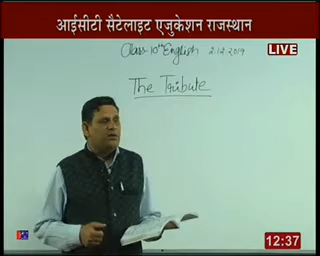 आईसीटी सैटेलाइट एजुकेशन राजस्थान
Class-10th English 2.12.2019
LIVE
The Tribute
12:37